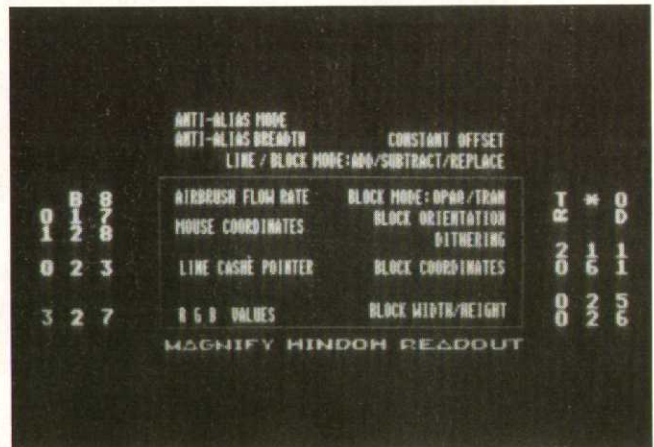 ANTI-ALIAS MODE
ANTI-ALIAS BREADTH CONSTANT OFFSET
LINE / BLOCK MODE:ADD/SUBTRACT/REPLACE
B 8 AIRBRUSH FLOW RATE BLOCK MODE:OPAQ/TRAN T * 0
0 1 7 MOUSE COORDINATES BLOCK ORIENTATION R D
1 2 8 DITHERING
0 2 3 LINE CASHE POINTER BLOCK COORDINATES 2 1 1
0 6 1
3 2 7 R G B VALUES BLOCK WIDTH/HEIGHT 0 2 5
0 2 6
MAGNIFY WINDOW READOUT